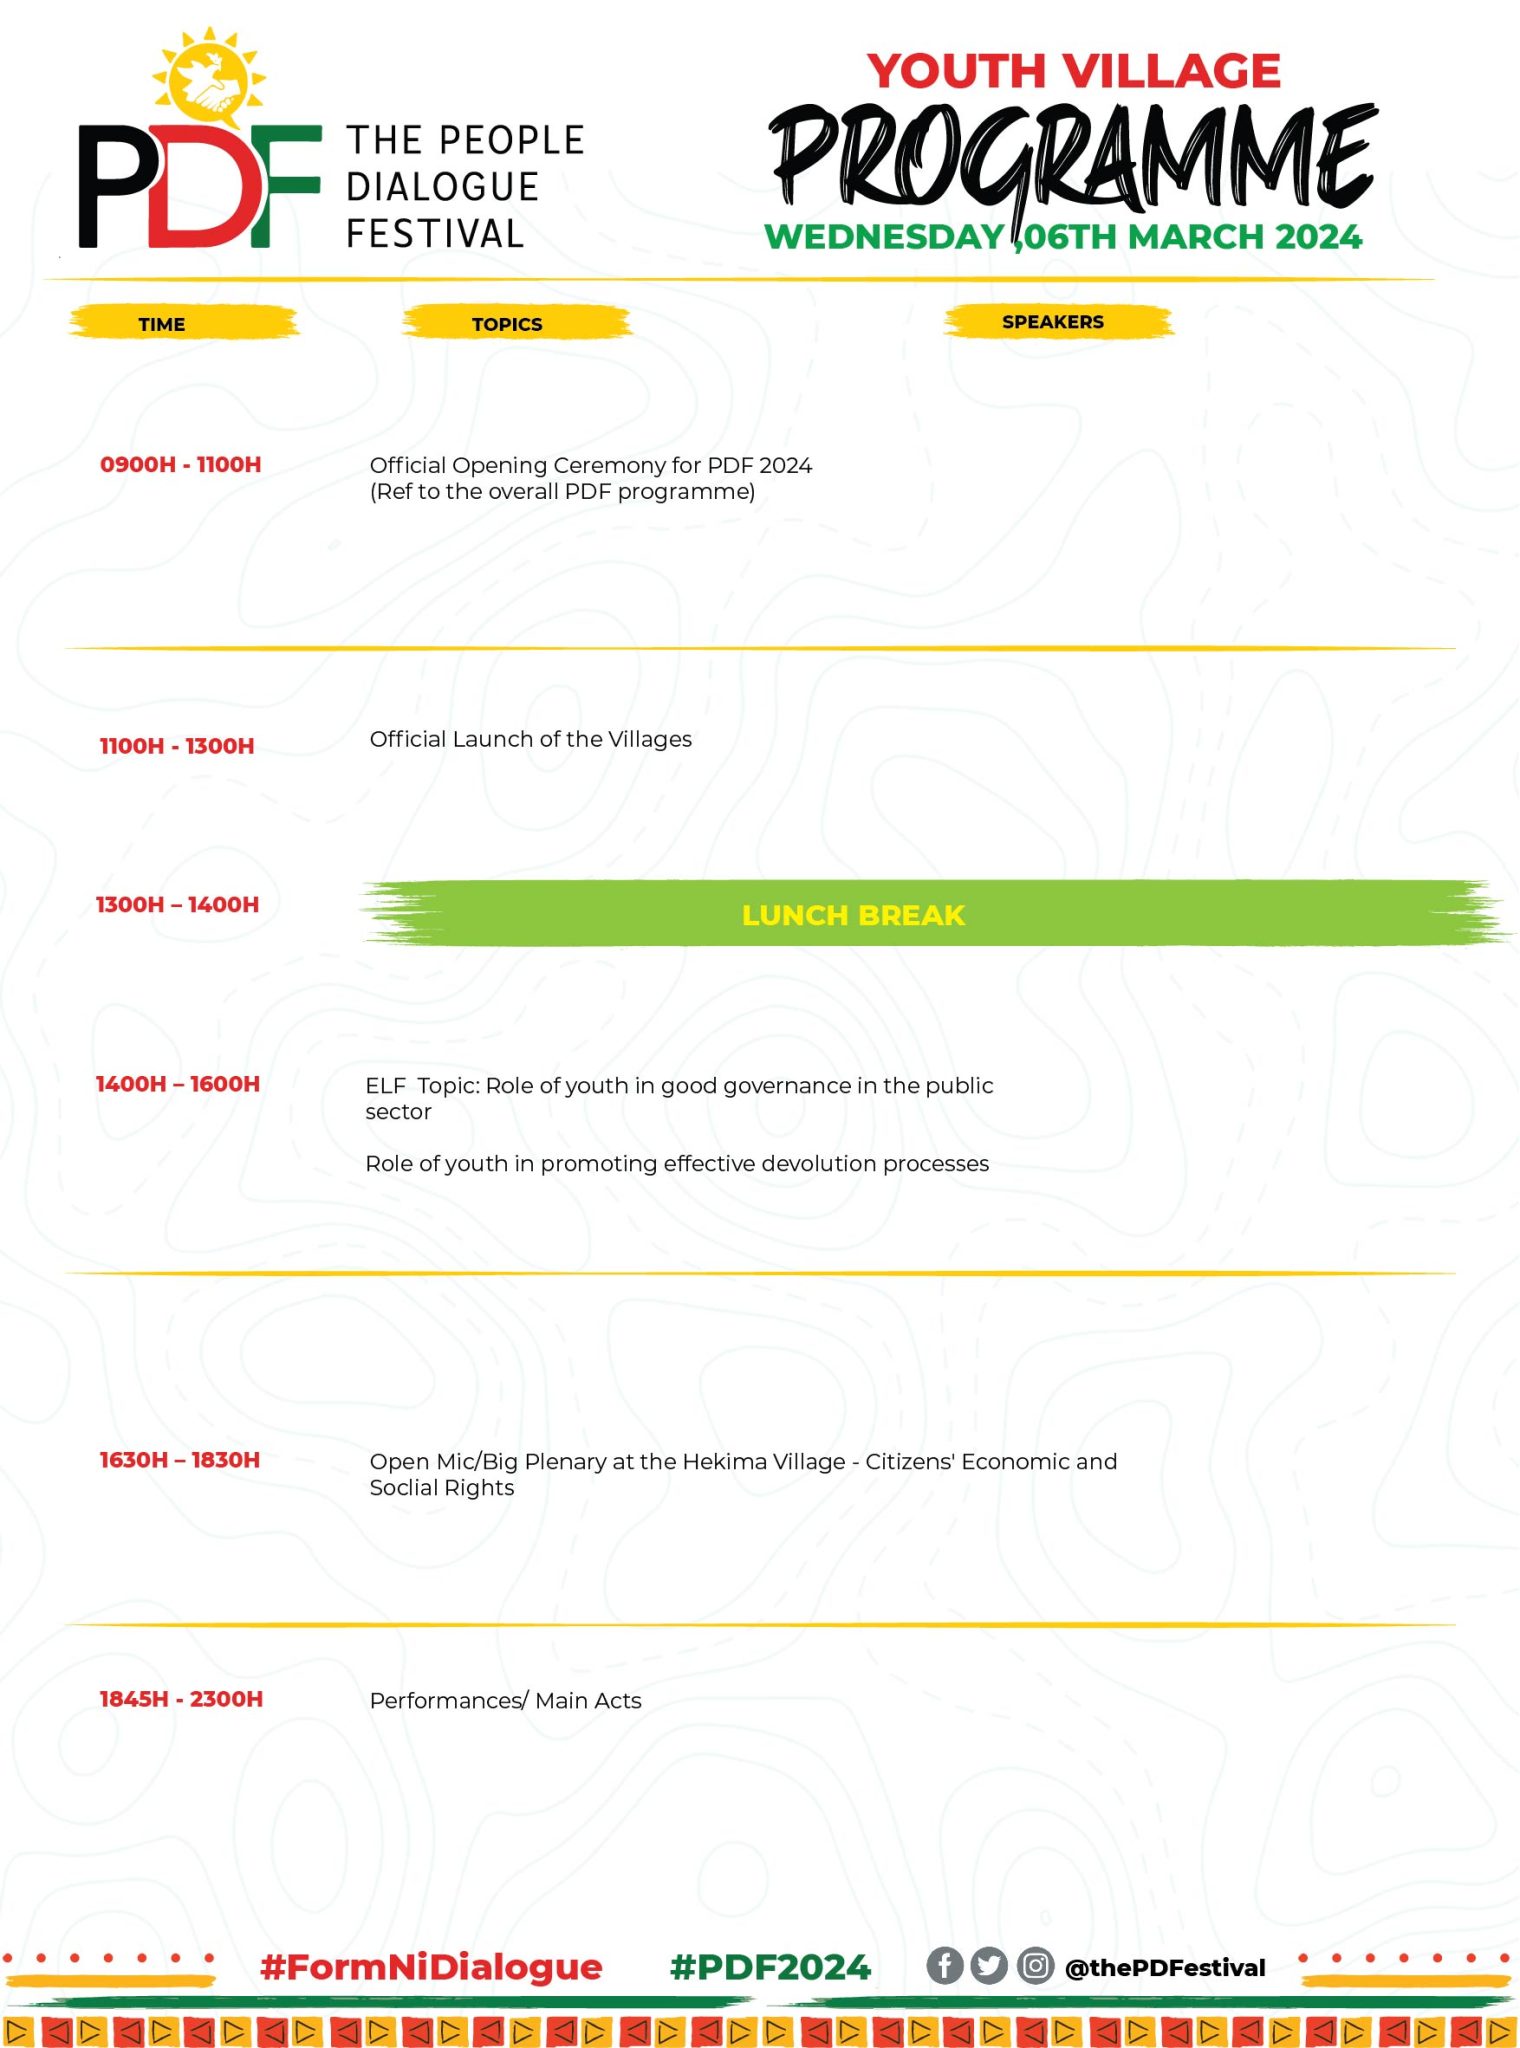 PDF
THE PEOPLE
DIALOGUE
FESTIVAL
YOUTH VILLAGE
PROGRAMME
WEDNESDAY ,06TH MARCH 2024
TIME
TOPICS
SPEAKERS
0900H - 1100H
Official Opening Ceremony for PDF 2024
(Ref to the overall PDF programme)
1100H - 1300H
Official Launch of the Villages
1300H – 1400H
LUNCH BREAK
1400H – 1600H
ELF  Topic: Role of youth in good governance in the public
sector
Role of youth in promoting effective devolution processes
1630H – 1830H
Open Mic/Big Plenary at the Hekima Village - Citizens' Economic and
Soclial Rights
1845H - 2300H
Performances/ Main Acts
#FormNiDialogue
#PDF2024
@thePDFestival